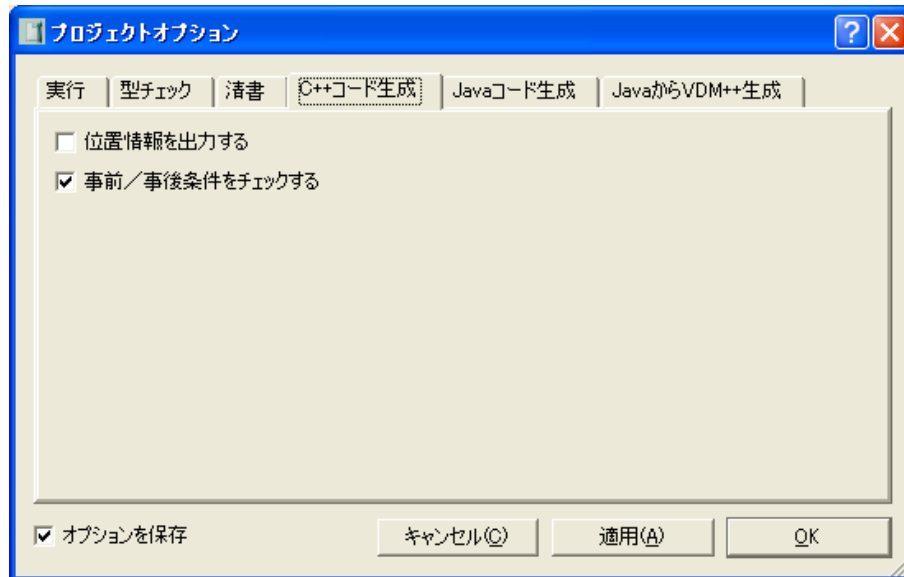 プロジェクトオプション
実行 型チェック 清書 C++コード生成 Javaコード生成 JavaからVDM++生成
位置情報を出力する
事前／事後条件をチェックする
オプションを保存 キャンセル(C) 適用(A) OK